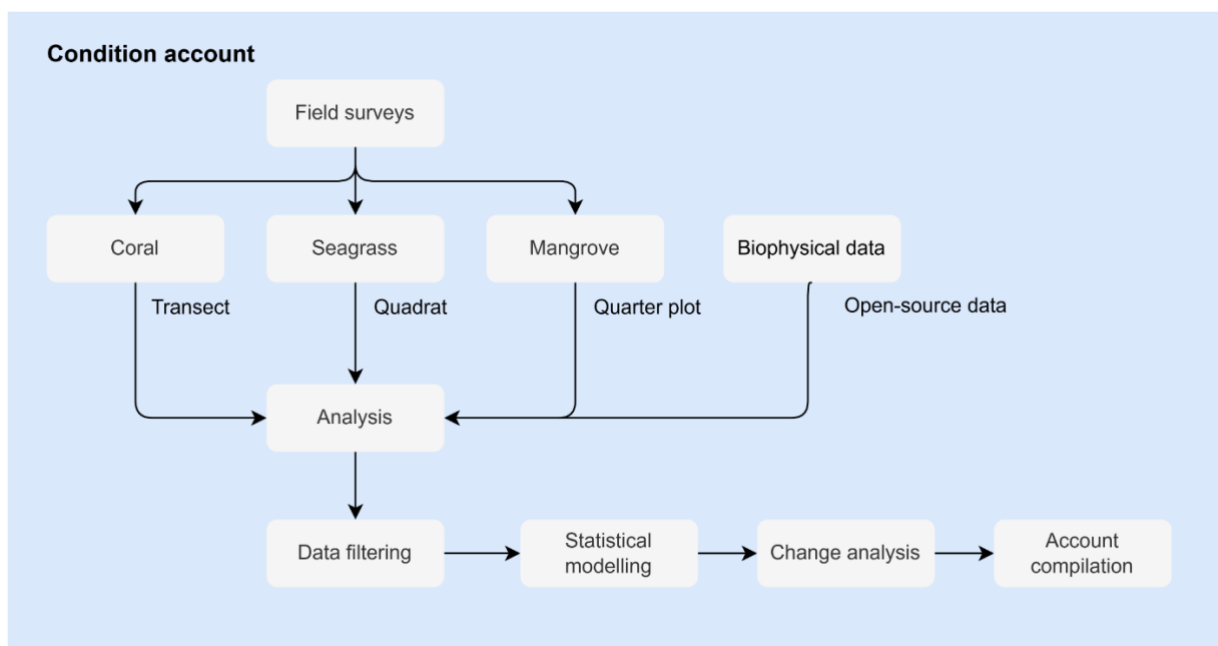 Condition account
Field surveys
Coral
Seagrass
Mangrove
Biophysical data
Transect
Quadrat
Quarter plot
Open-source data
Analysis
Data filtering
Statistical
modelling
Change analysis
Account
compilation